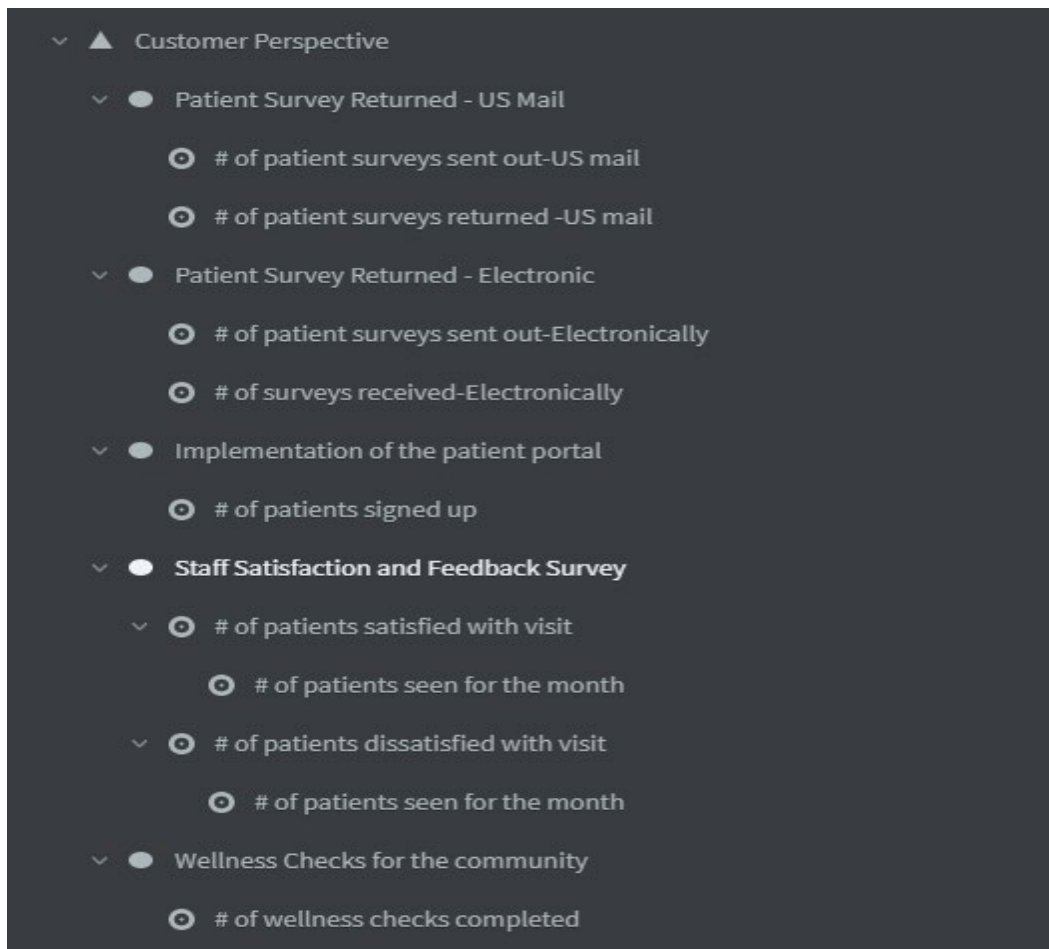 Customer Perspective
Patient Survey Returned - US Mail
# of patient surveys sent out-US mail
# of patient surveys returned -US mail
Patient Survey Returned - Electronic
# of patient surveys sent out-Electronically
# of surveys received-Electronically
Implementation of the patient portal
# of patients signed up
Staff Satisfaction and Feedback Survey
# of patients satisfied with visit
# of patients seen for the month
# of patients dissatisfied with visit
# of patients seen for the month
Wellness Checks for the community
# of wellness checks completed